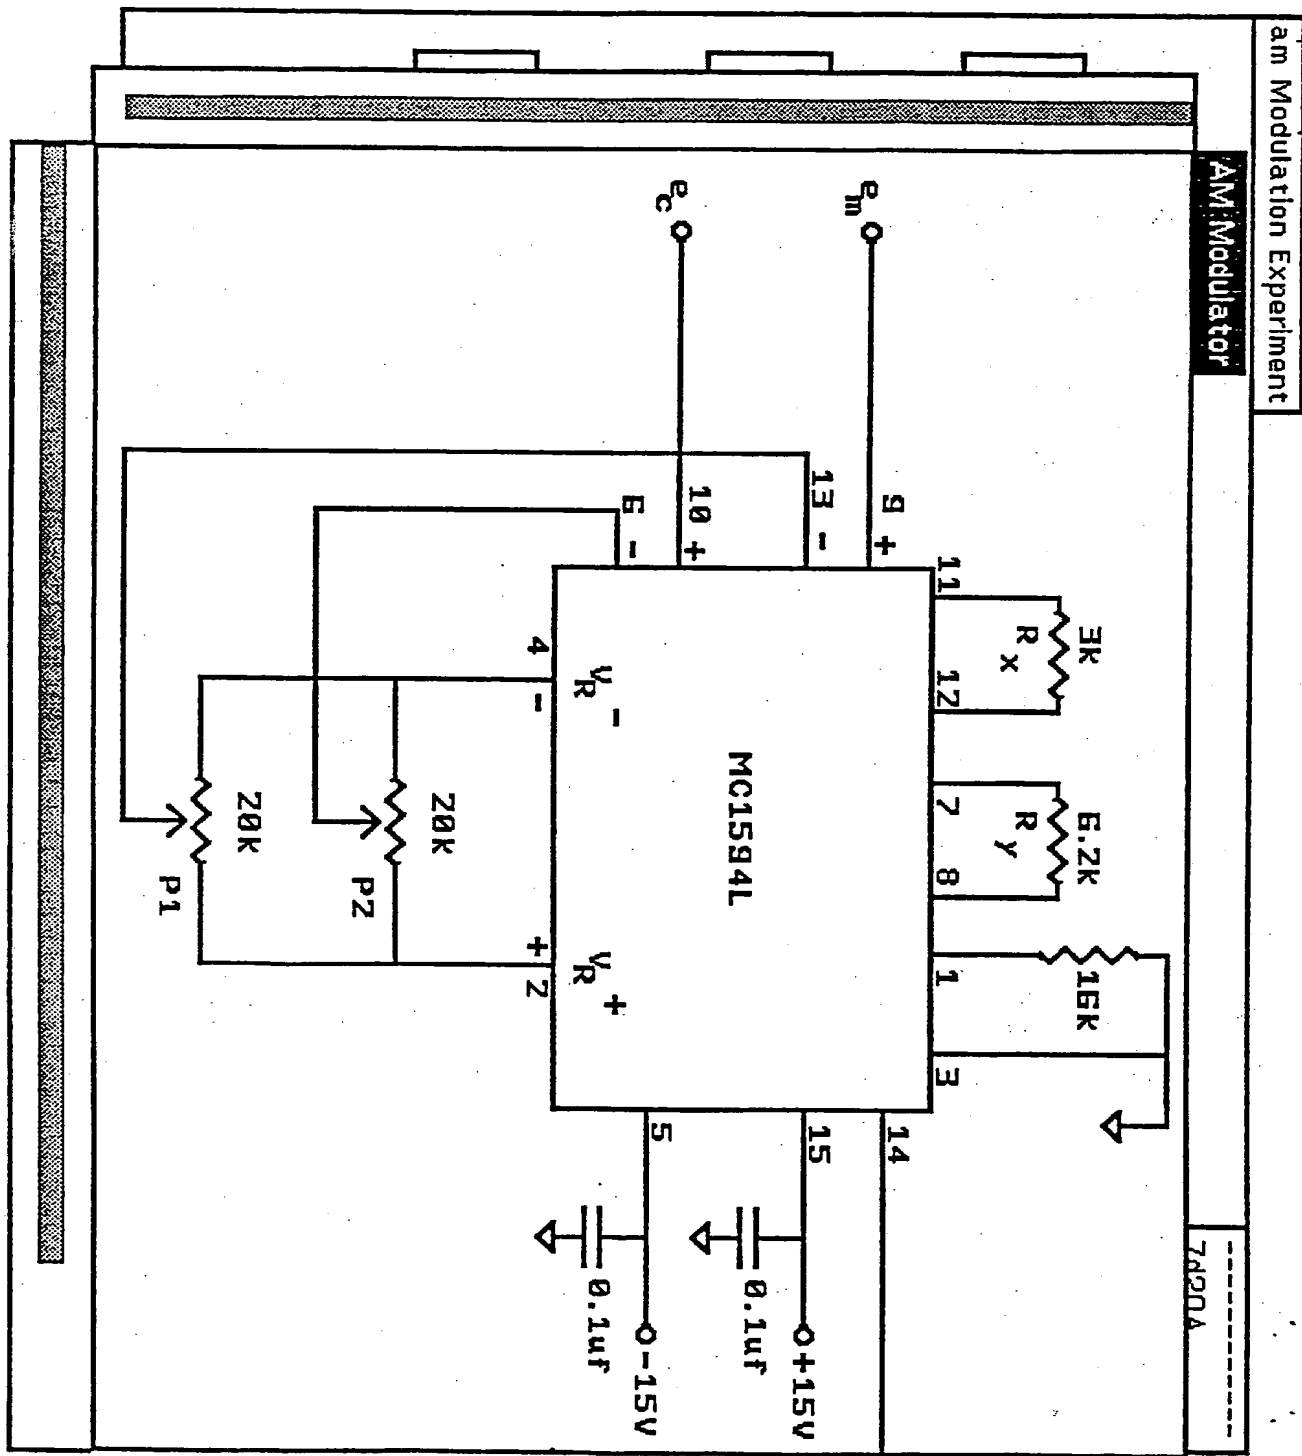 am Modulation Experiment
AM Modulator
3k
R x
6.2k
R y
16k
11
12
7
8
1
3
e m
9
+
13
-
e c
10
+
6
-
MC1594L
14
15
+15V
0.1uf
5
-15V
0.1uf
4
V R -
-
+
V R +
2
20k
P2
20k
P1